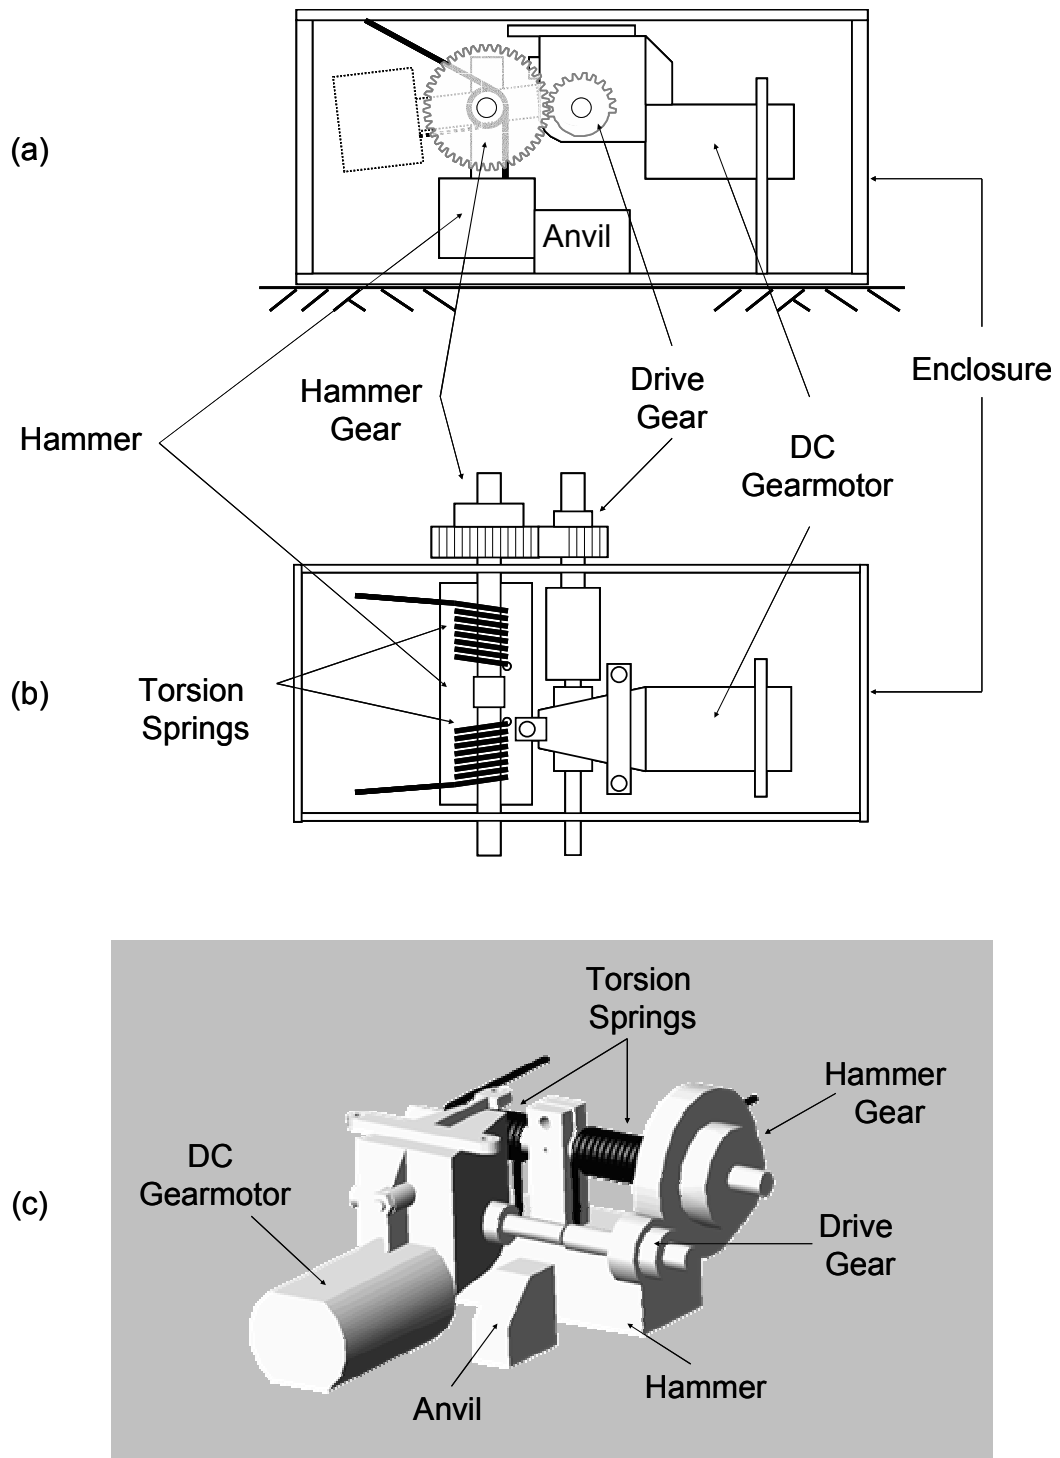 (a)
Anvil
Hammer
Gear
Drive
Gear
Enclosure
Hammer
DC
Gearmotor
(b)
Torsion
Springs
(c)
Torsion
Springs
Hammer
Gear
DC
Gearmotor
Drive
Gear
Anvil
Hammer